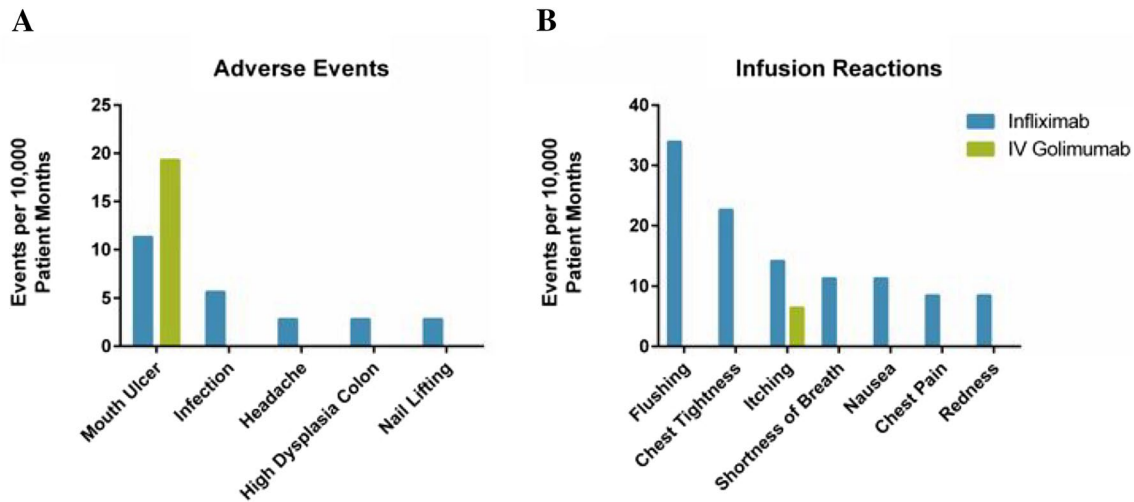 A
Adverse Events
Events per 10,000
Patient Months
25
20
15
10
5
0
Mouth Ulcer
Infection
Headache
High Dysplasia Colon
Nail Lifting
B
Infusion Reactions
Events per 10,000
Patient Months
40
30
20
10
0
Flushing
Chest Tightness
Itching
Shortness of Breath
Nausea
Chest Pain
Redness
Infliximab
IV Golimumab